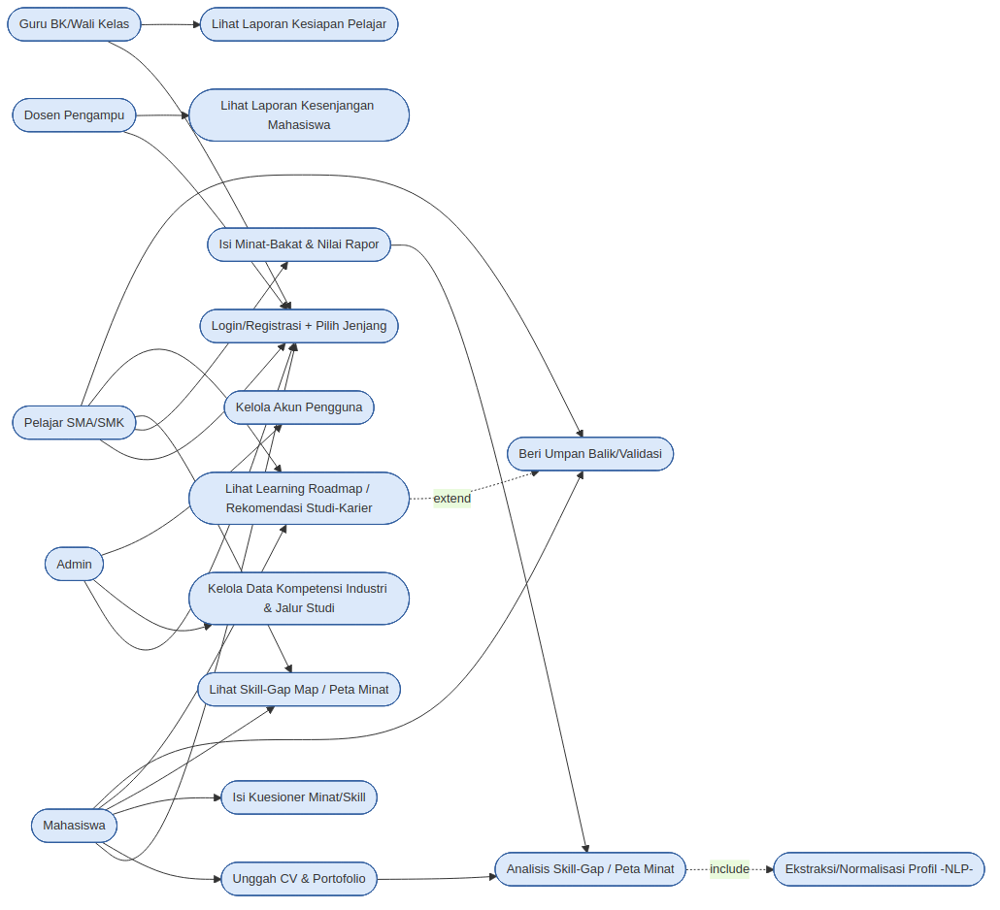 Guru BK/Wali Kelas
Lihat Laporan Kesiapan Pelajar
Dosen Pengampu
Lihat Laporan Kesenjangan
Mahasiswa
Isi Minat-Bakat & Nilai Rapor
Login/Registrasi + Pilih Jenjang
Kelola Akun Pengguna
Pelajar SMA/SMK
Beri Umpan Balik/Validasi
Lihat Learning Roadmap /
Rekomendasi Studi-Karier
extend
Admin
Kelola Data Kompetensi Industri
& Jalur Studi
Lihat Skill-Gap Map / Peta Minat
Isi Kuesioner Minat/Skill
Mahasiswa
Unggah CV & Portofolio
Analisis Skill-Gap / Peta Minat
include
Ekstraksi/Normalisasi Profil -NLP-